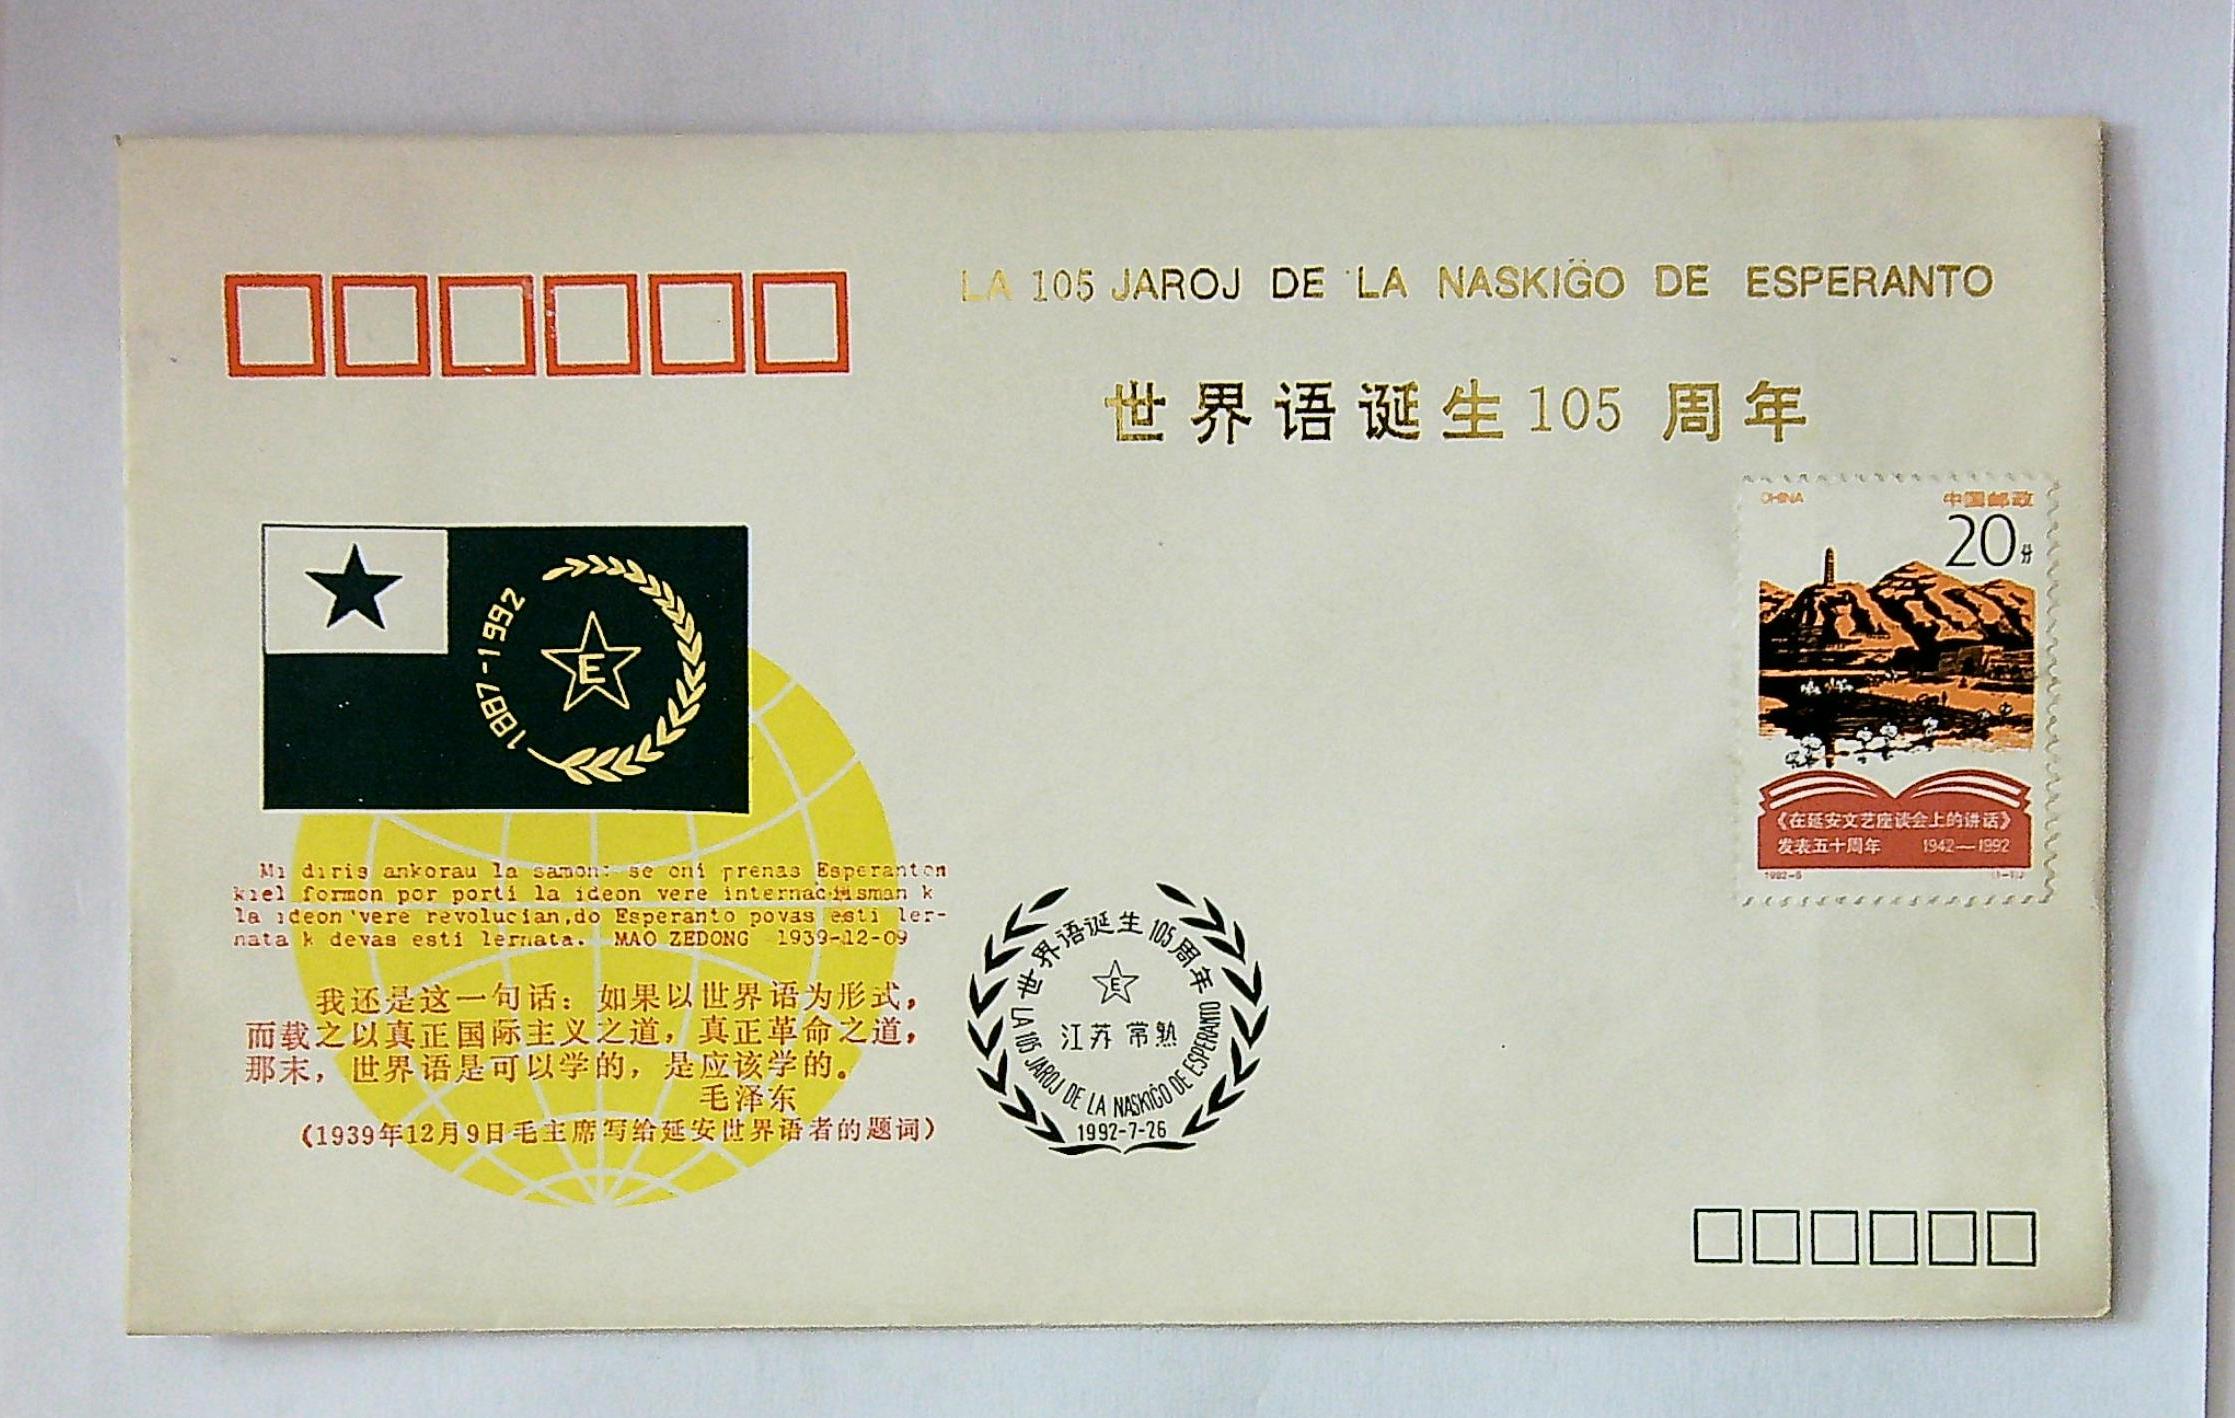 LA 105 JAROJ DE LA NASKIĜO DE ESPERANTO
世界语诞生105周年
CHINA 中国邮政
20分
《在延安文艺座谈会上的讲话》
发表五十周年 1942—1992
1887-1992
E
Mi diris ankorau la samon: se oni prenas Esperanton
kiel formon por porti la ideon vere internaciisman k
la ideon vere revolucian,do Esperanto povas esti ler-
nata k devas esti lernata. MAO ZEDONG 1939-12-09
我还是这一句话：如果以世界语为形式，
而载之以真正国际主义之道，真正革命之道，
那末，世界语是可以学的，是应该学的。
毛泽东
(1939年12月9日毛主席写给延安世界语者的题词)
世界语诞生105周年
E
江苏 常熟
LA 105 JAROJ DE LA NASKIĜO DE ESPERANTO
1992-7-26